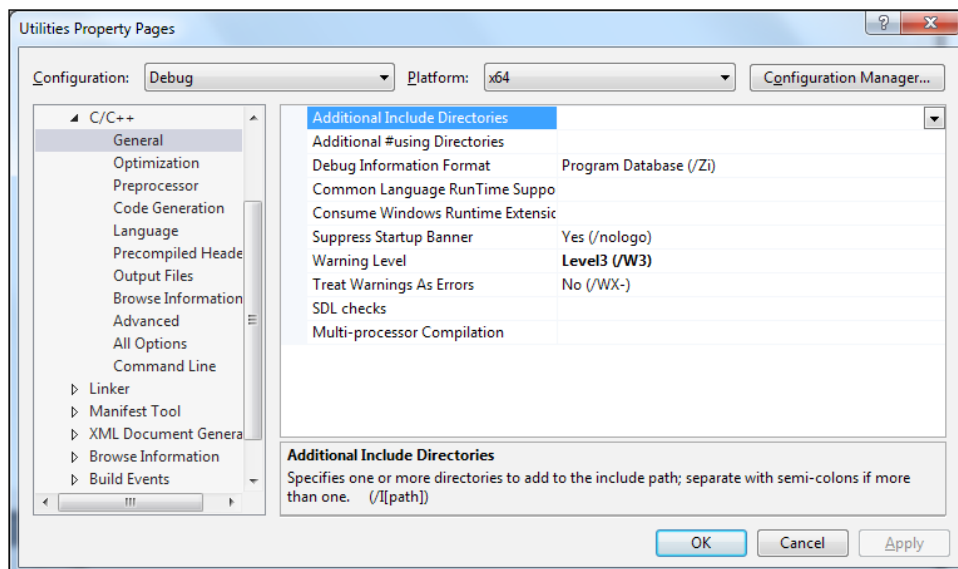 Utilities Property Pages
Configuration: Debug Platform: x64 Configuration Manager...
C/C++
General
Optimization
Preprocessor
Code Generation
Language
Precompiled Heade
Output Files
Browse Information
Advanced
All Options
Command Line
Linker
Manifest Tool
XML Document Genera
Browse Information
Build Events
Additional Include Directories
Additional #using Directories
Debug Information Format Program Database (/Zi)
Common Language RunTime Suppo
Consume Windows Runtime Extensic
Suppress Startup Banner Yes (/nologo)
Warning Level Level3 (/W3)
Treat Warnings As Errors No (/WX-)
SDL checks
Multi-processor Compilation
Additional Include Directories
Specifies one or more directories to add to the include path; separate with semi-colons if more
than one. (/I[path])
OK Cancel Apply